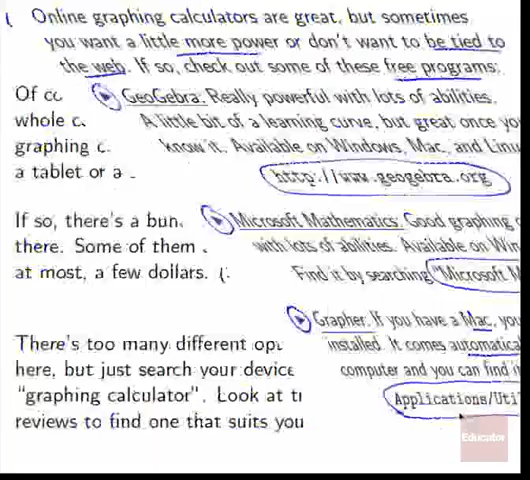 Online graphing calculators are great, but sometimes
you want a little more power or don't want to be tied to
the web. If so, check out some of these free programs:
GeoGebra. Really powerful with lots of abilities.
A little bit of a learning curve, but great once yo
know it. Available on Windows, Mac, and Linu
http://www.geogebra.org
Microsoft Mathematics. Good graphing c
with lots of abilities. Available on Win
Find it by searching "Microsoft M
Grapher. If you have a Mac, you
installed. It comes automatica
computer and you can find i
Applications/Uti
Of co
whole c
graphing c
a tablet or a
If so, there's a bun
there. Some of them
at most, a few dollars. (
There's too many different opt
here, but just search your device
"graphing calculator". Look at t
reviews to find one that suits you
Educator